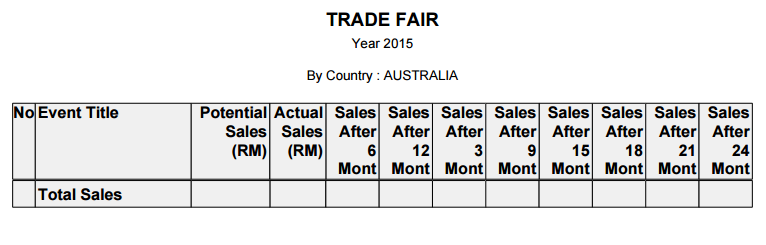 TRADE FAIR
Year 2015
By Country : AUSTRALIA
No Event Title Potential Actual Sales Sales Sales Sales Sales Sales Sales Sales
Sales Sales After After After After After After After After
(RM) (RM) 6 12 3 9 15 18 21 24
Mont Mont Mont Mont Mont Mont Mont Mont
Total Sales